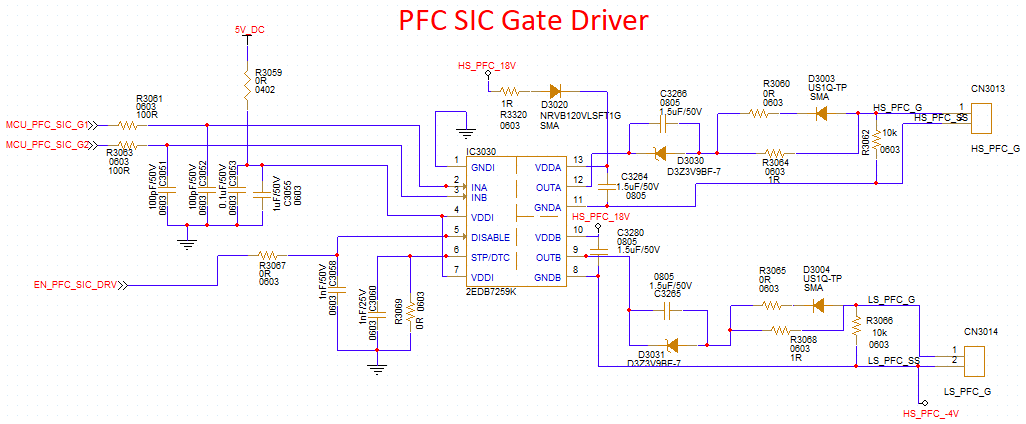 PFC SIC Gate Driver
5V_DC
R3059
0R
0402
R3061
0603
100R
MCU_PFC_SIC_G1
MCU_PFC_SIC_G2
R3063
0603
100R
100pF/50V
0603 C3051
100pF/50V
0603 C3052
0.1uF/50V
0603 C3053
1uF/50V
C3055
0603
EN_PFC_SIC_DRV
R3067
0R
0603
1nF/50V
0603 C3058
1nF/25V
0603 C3060
R3069
0R 0603
HS_PFC_18V
1R
R3320
0603
D3020
NRVB120VLSFT1G
SMA
IC3030
1 GNDI VDDA 13
2 INA OUTA 12
3 INB GNDA 11
4 VDDI
5 DISABLE VDDB 10
6 STP/DTC OUTB 9
7 VDDI GNDB 8
2EDB7259K
C3264
1.5uF/50V
0805
HS_PFC_18V
C3280
0805
1.5uF/50V
C3266
0805
1.5uF/50V
D3030
D3Z3V9BF-7
R3060
0R
0603
D3003
US1Q-TP
SMA
R3064
0603
1R
R3062
10k
0603
HS_PFC_G
HS_PFC_SS
CN3013
1
2
HS_PFC_G
0805
1.5uF/50V
C3265
D3031
D3Z3V9BF-7
R3065
0R
0603
D3004
US1Q-TP
SMA
R3068
0603
1R
R3066
10k
0603
LS_PFC_G
LS_PFC_SS
CN3014
1
2
LS_PFC_G
HS_PFC_-4V